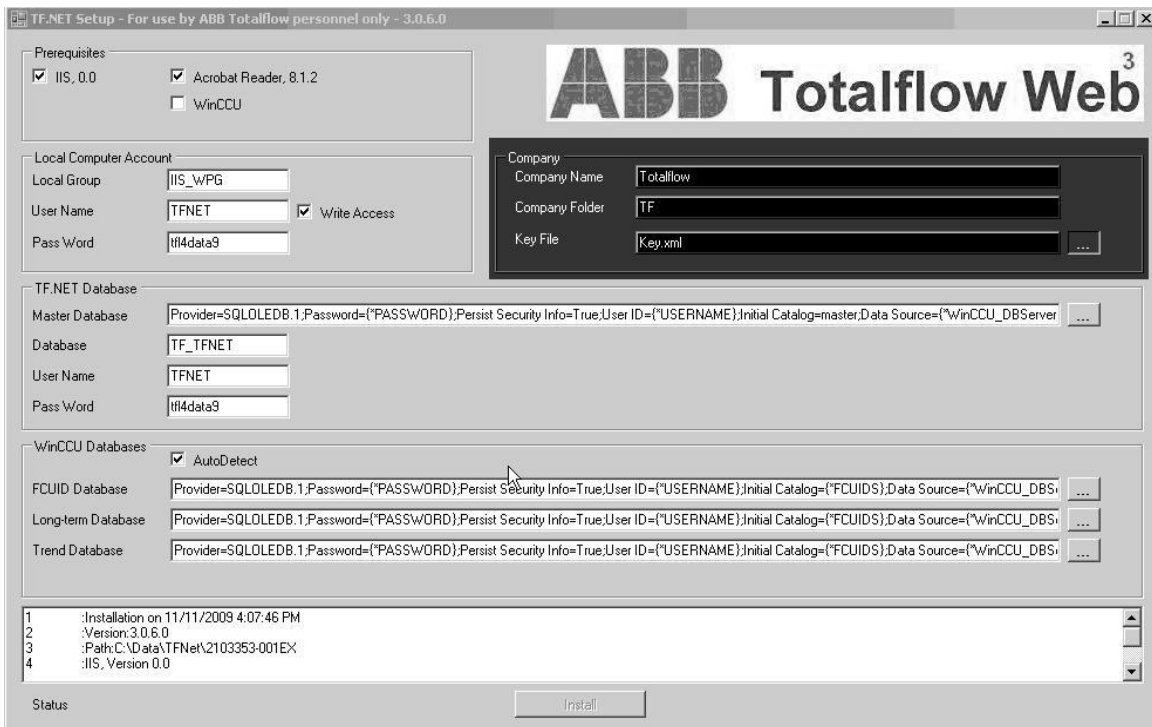 TF.NET Setup - For use by ABB Totalflow personnel only - 3.0.6.0
Prerequisites
IIS, 0.0
Acrobat Reader, 8.1.2
WinCCU
ABB Totalflow Web 3
Local Computer Account
Local Group IIS_WPG
User Name TFNET Write Access
Pass Word tfl4data9
Company
Company Name Totalflow
Company Folder TF
Key File Key.xml ...
TF.NET Database
Master Database Provider=SQLOLEDB.1;Password={*PASSWORD};Persist Security Info=True;User ID={*USERNAME};Initial Catalog=master;Data Source={*WinCCU_DBServer ...
Database TF_TFNET
User Name TFNET
Pass Word tfl4data9
WinCCU Databases
AutoDetect
FCUID Database Provider=SQLOLEDB.1;Password={*PASSWORD};Persist Security Info=True;User ID={*USERNAME};Initial Catalog={*FCUIDS};Data Source={*WinCCU_DBS ...
Long-term Database Provider=SQLOLEDB.1;Password={*PASSWORD};Persist Security Info=True;User ID={*USERNAME};Initial Catalog={*FCUIDS};Data Source={*WinCCU_DBS ...
Trend Database Provider=SQLOLEDB.1;Password={*PASSWORD};Persist Security Info=True;User ID={*USERNAME};Initial Catalog={*FCUIDS};Data Source={*WinCCU_DBS ...
1 :Installation on 11/11/2009 4:07:46 PM
2 :Version:3.0.6.0
3 :Path:C:\Data\TFNet\2103353-001EX
4 :IIS, Version 0.0
Status
Install